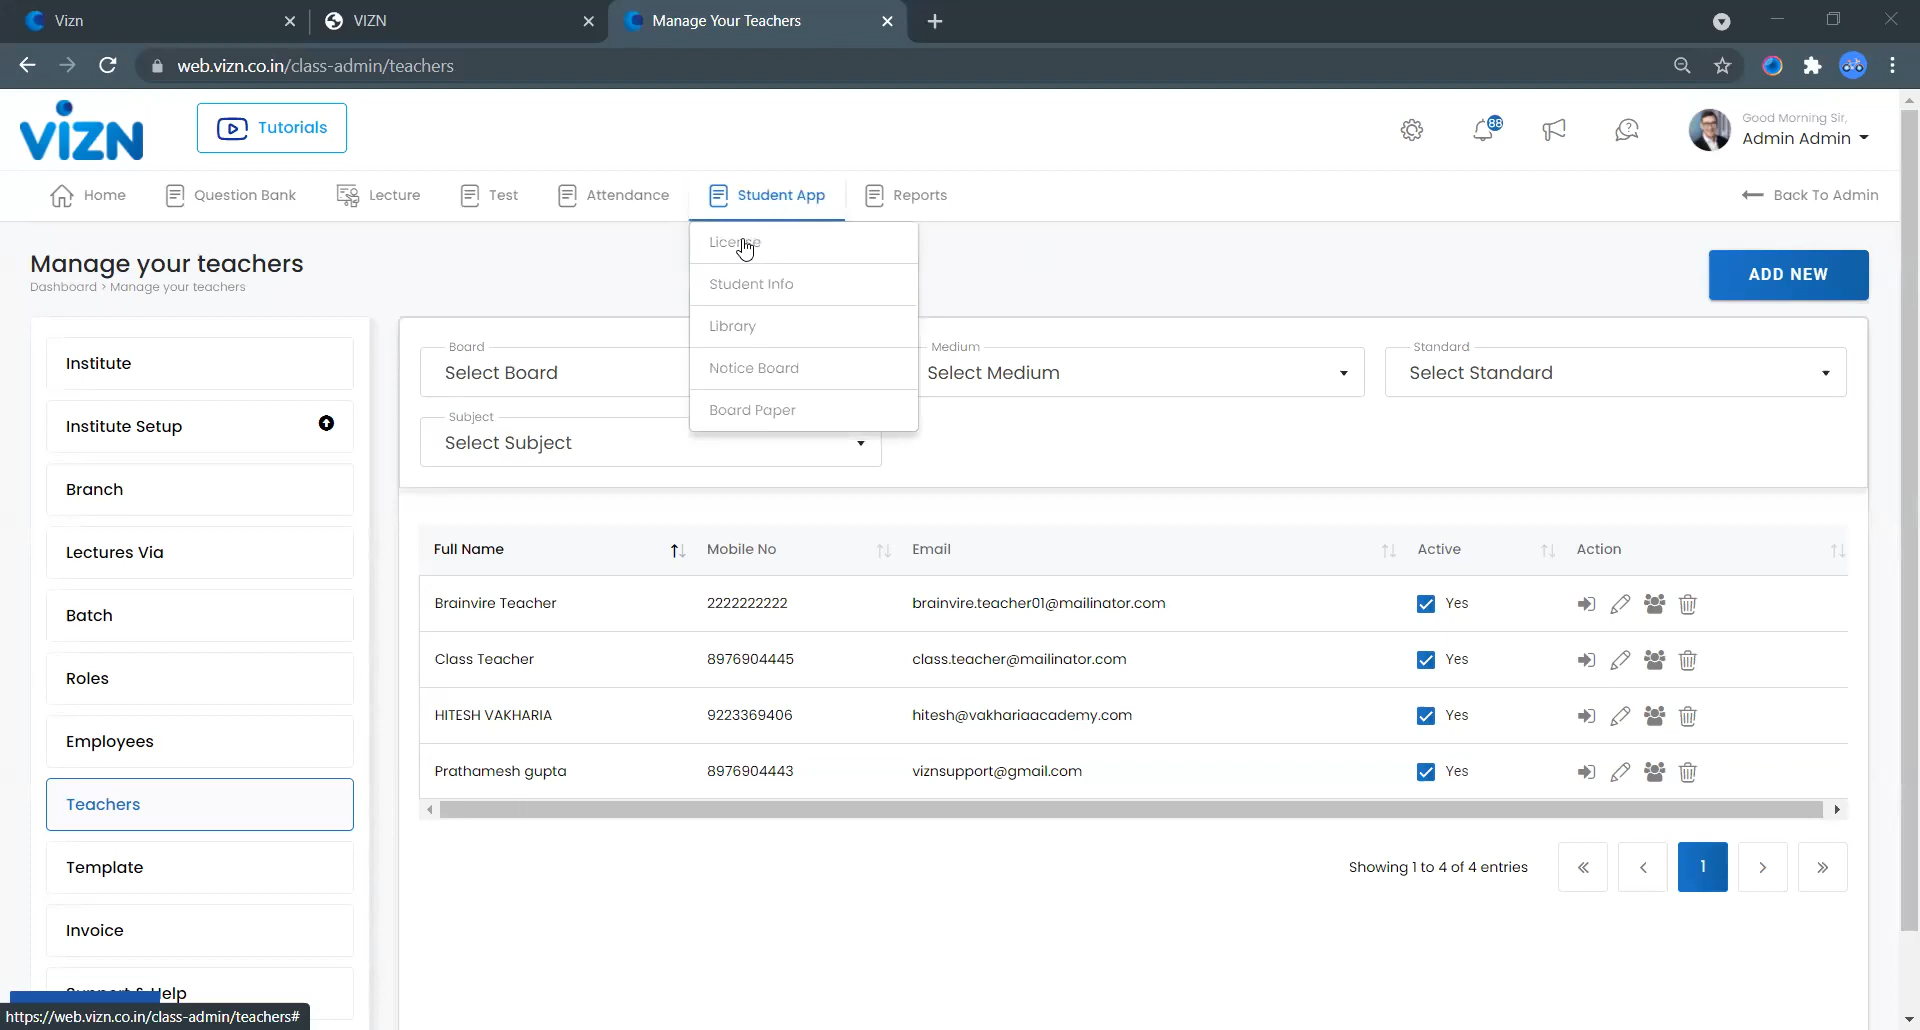 Vizn
VIZN
Manage Your Teachers
web.vizn.co.in/class-admin/teachers
VIZN
Tutorials
88
Good Morning Sir,
Admin Admin
Home
Question Bank
Lecture
Test
Attendance
Student App
Reports
Back To Admin
License
Student Info
Library
Notice Board
Board Paper
Manage your teachers
Dashboard > Manage your teachers
ADD NEW
Institute
Institute Setup
Branch
Lectures Via
Batch
Roles
Employees
Teachers
Template
Invoice
Support & Help
Board
Select Board
Medium
Select Medium
Standard
Select Standard
Subject
Select Subject
Full Name Mobile No Email Active Action
Brainvire Teacher 2222222222 brainvire.teacher01@mailinator.com Yes
Class Teacher 8976904445 class.teacher@mailinator.com Yes
HITESH VAKHARIA 9223369406 hitesh@vakhariaacademy.com Yes
Prathamesh gupta 8976904443 viznsupport@gmail.com Yes
Showing 1 to 4 of 4 entries « ‹ 1 › »
https://web.vizn.co.in/class-admin/teachers#